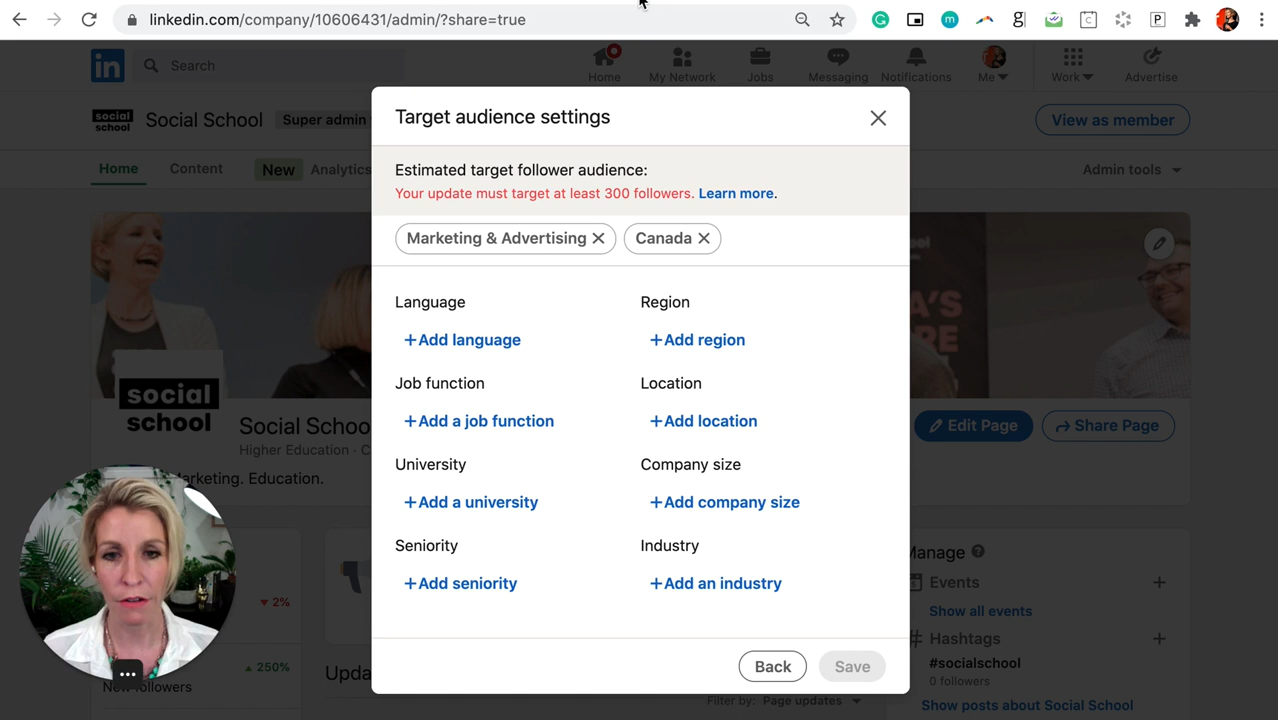 linkedin.com/company/10606431/admin/?share=true
Search
Home
My Network
Jobs
Messaging
Notifications
Me
Work
Advertise
social
school
Social School
Super admin
View as member
Home
Content
New
Analytics
Admin tools
Target audience settings
Estimated target follower audience:
Your update must target at least 300 followers. Learn more.
Marketing & Advertising
Canada
Language
Region
+Add language
+Add region
Job function
Location
+Add a job function
+Add location
University
Company size
+Add a university
+Add company size
Seniority
Industry
+Add seniority
+Add an industry
Back
Save
social
school
Edit Page
Share Page
Higher Education
Education.
2%
250%
New followers
Manage
Events
Show all events
Hashtags
#socialschool
0 followers
Show posts about Social School
Filter by: Page updates